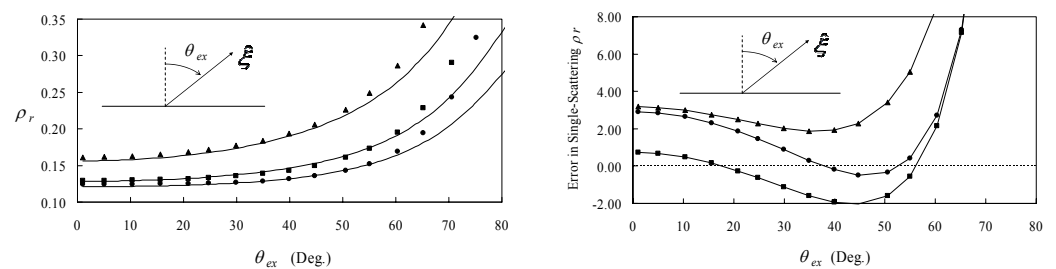 0.35
0.30
0.25
0.20
0.15
0.10
ρr
θex
ξ
0 10 20 30 40 50 60 70 80
θex (Deg.)
8.00
6.00
4.00
2.00
0.00
-2.00
Error in Single-Scattering ρr
θex
ξ
0 10 20 30 40 50 60 70 80
θex (Deg.)